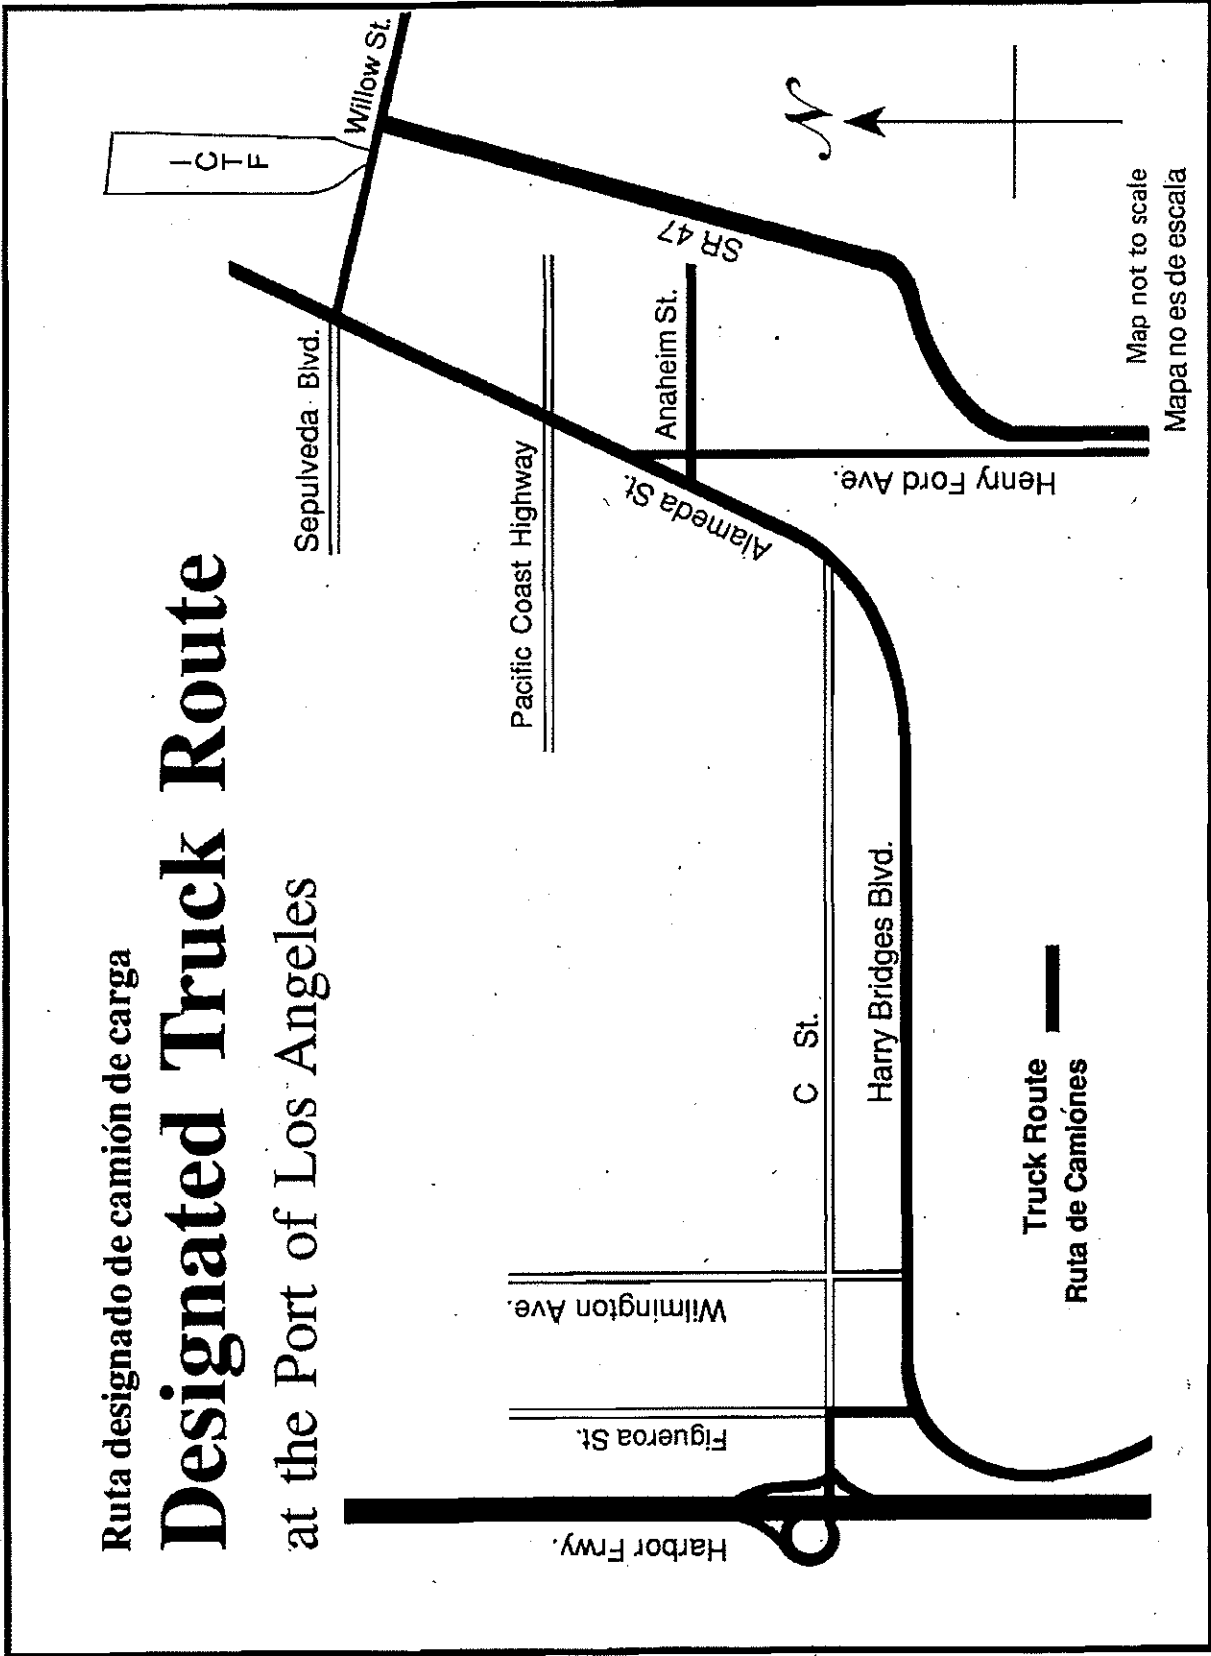 Ruta designado de camión de carga
Designated Truck Route
at the Port of Los Angeles
I
C
T
F
Willow St.
Sepulveda Blvd.
Pacific Coast Highway
SR 47
Anaheim St.
Alameda St.
Henry Ford Ave.
C St.
Harry Bridges Blvd.
Wilmington Ave.
Figueroa St.
Harbor Frwy.
N
Truck Route
Ruta de Camiónes
Map not to scale
Mapa no es de escala